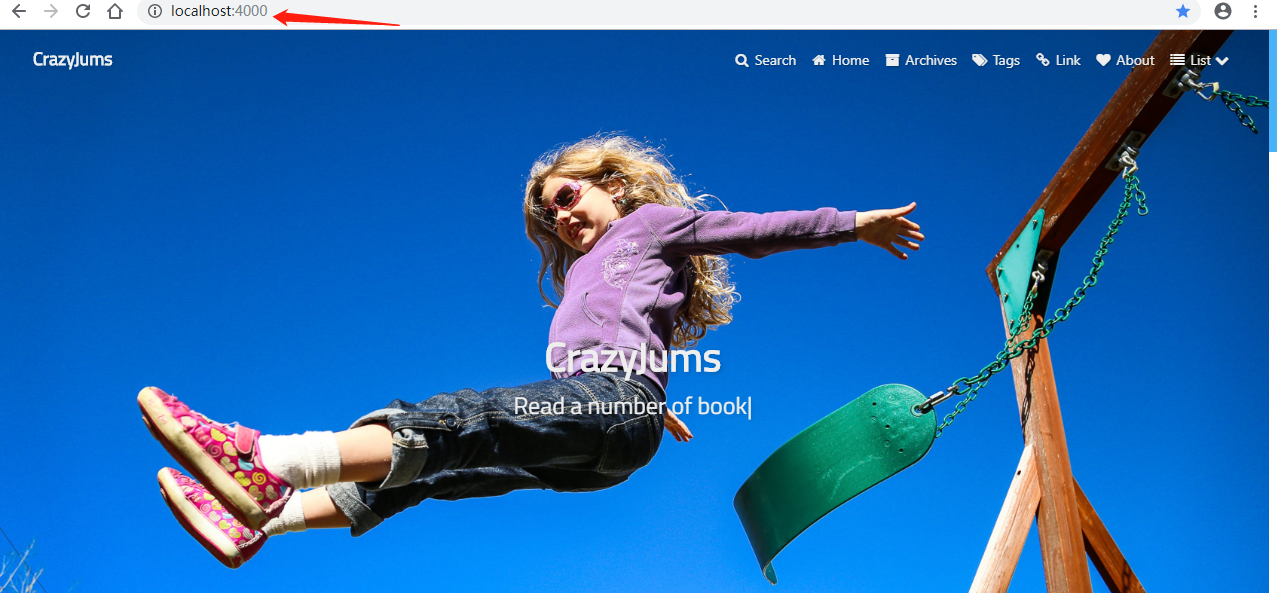 localhost:4000
CrazyJums
Search Home Archives Tags Link About List
CrazyJums
Read a number of book|